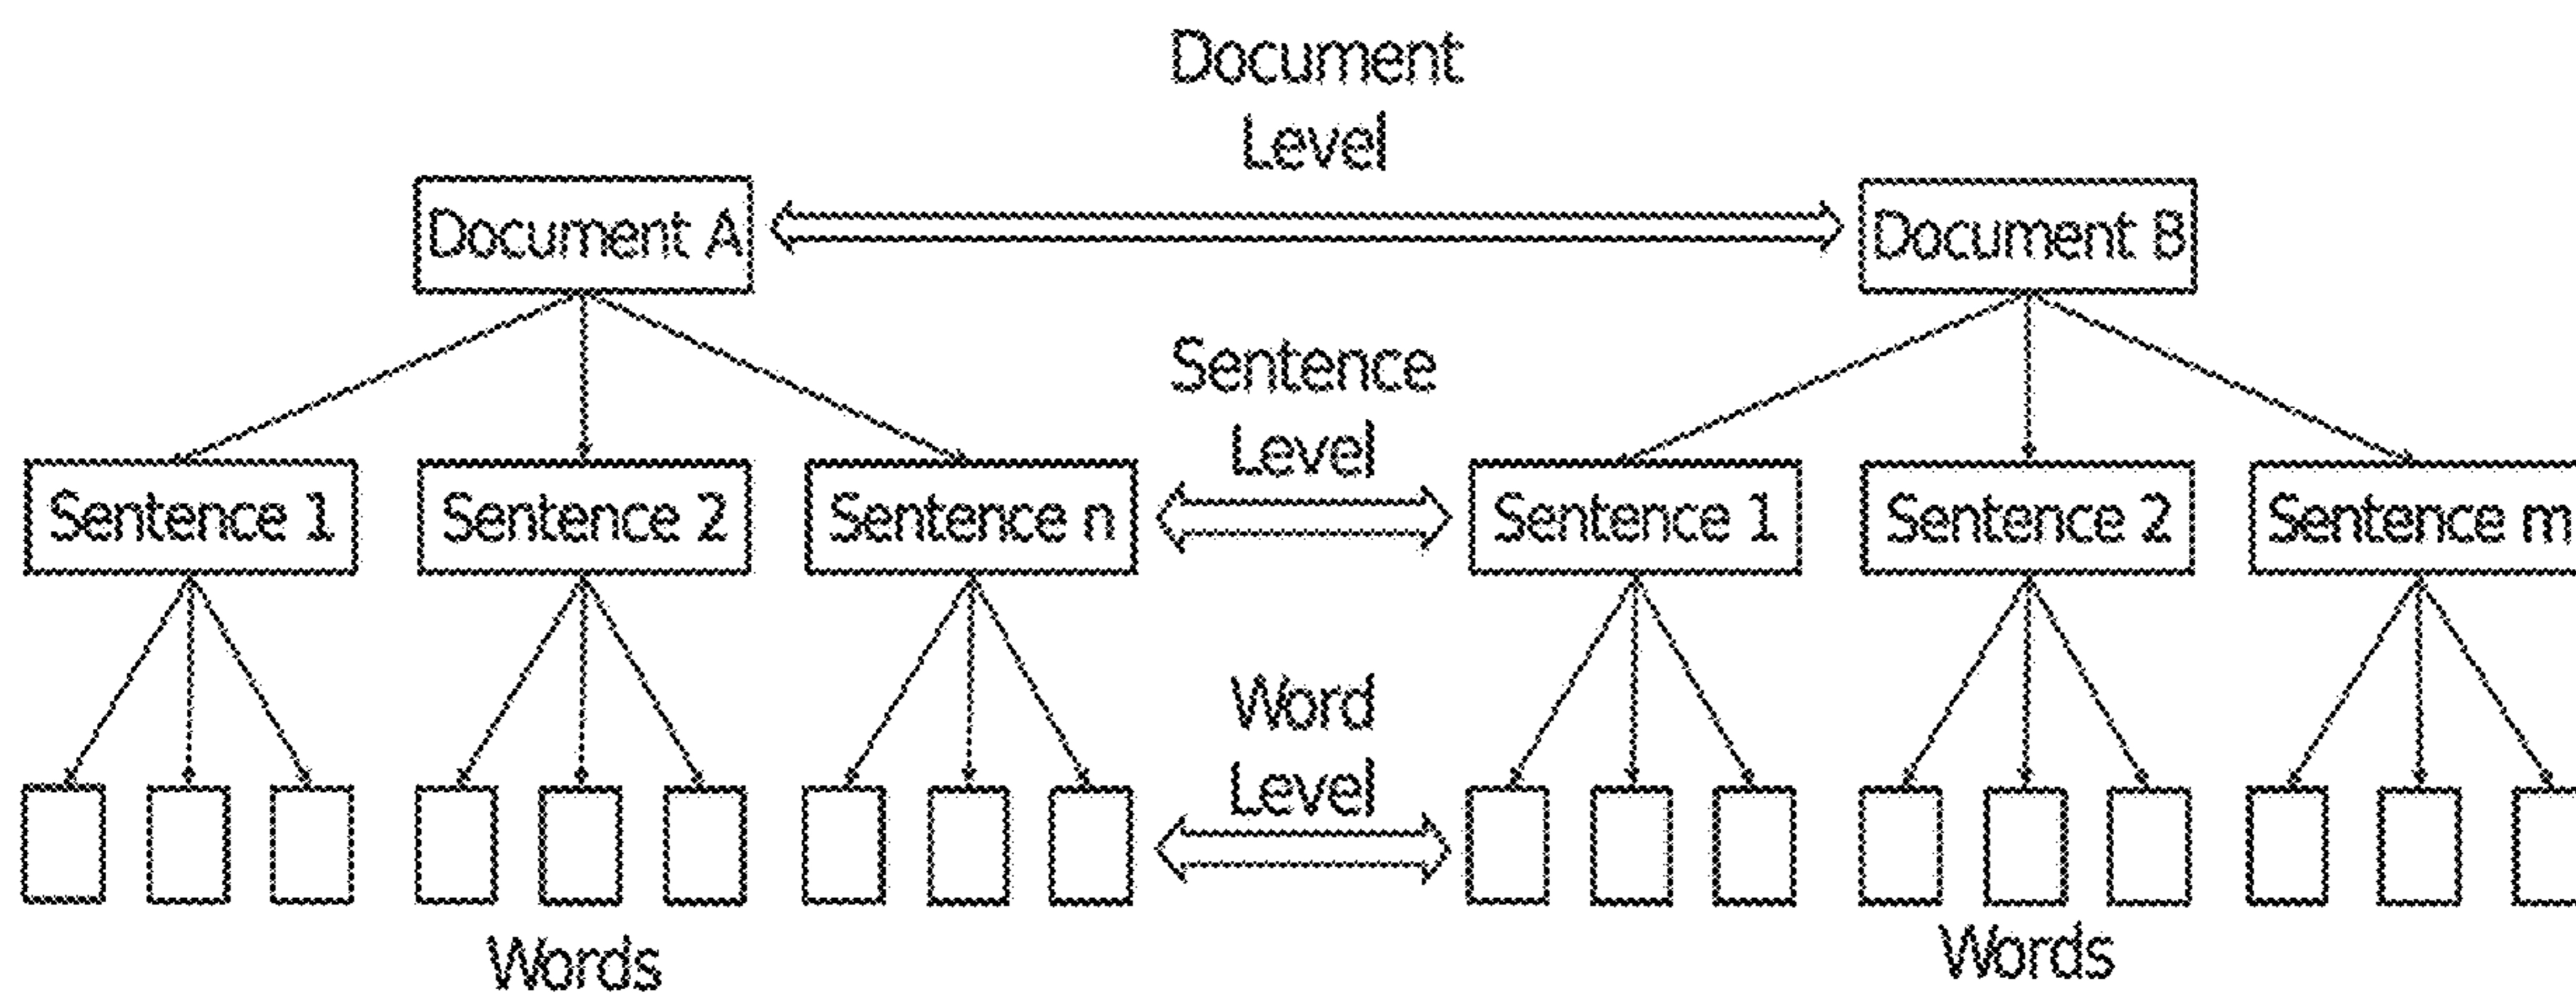 Document
Level
Document A
Document B
Sentence
Level
Sentence 1
Sentence 2
Sentence n
Sentence 1
Sentence 2
Sentence m
Word
Level
Words
Words